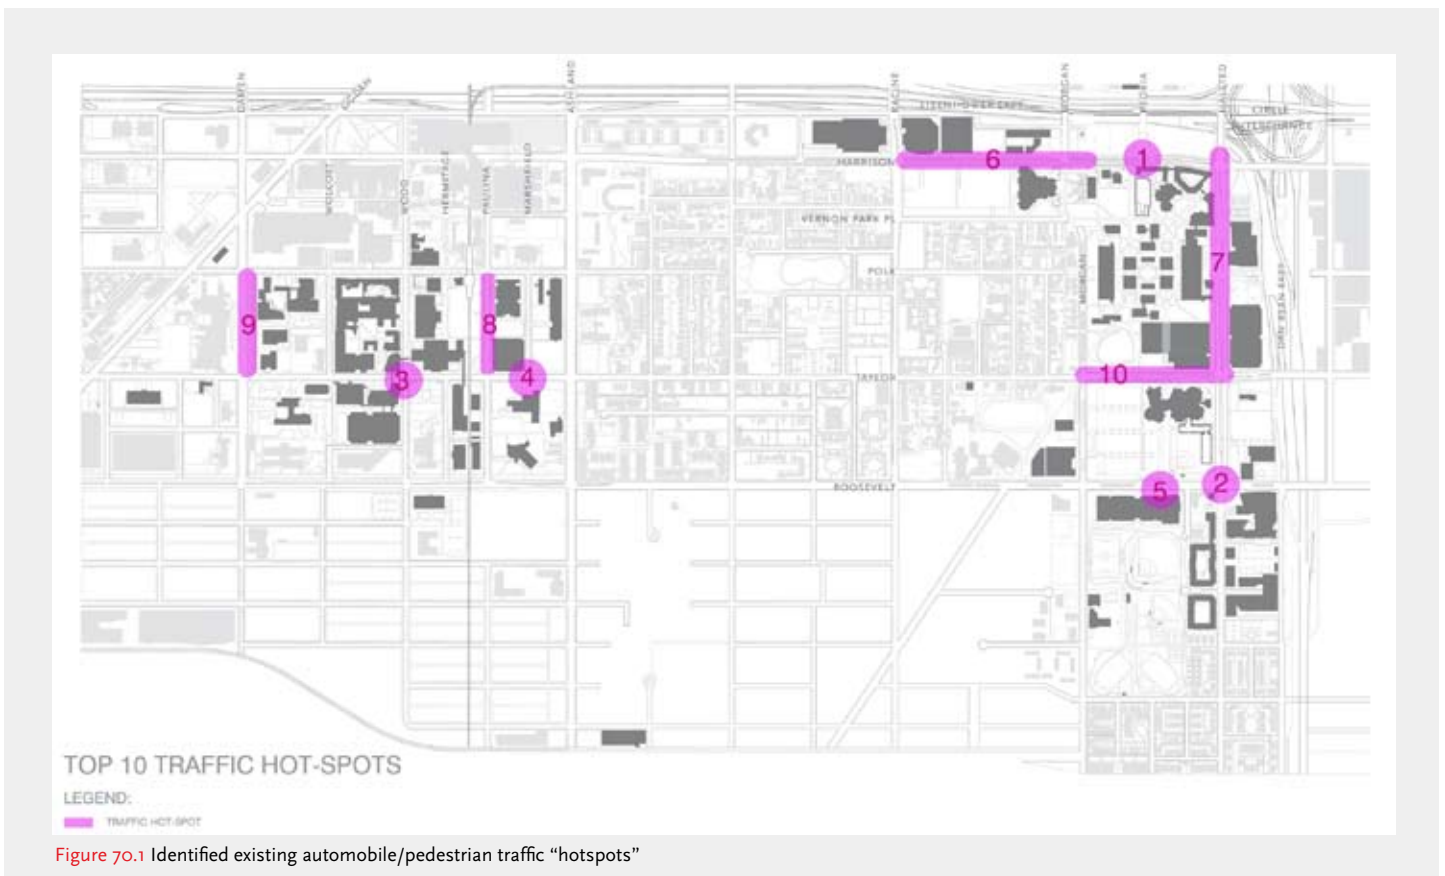 DAMEN
OGDEN
ASHLAND
RACINE
MORGAN
PEORIA
HALSTED
EISENHOWER EXPY
CIRCLE
INTERCHANGE
HARRISON
6
1
WOLCOTT
WOOD
HERMITAGE
PAULINA
MARSHFIELD
VERNON PARK PL
POLK
MORGAN
7
DAN RYAN EXPY
9
8
3
4
TAYLOR
10
ROOSEVELT
5
2
TOP 10 TRAFFIC HOT-SPOTS
LEGEND:
TRAFFIC HOT-SPOT
Figure 70.1 Identified existing automobile/pedestrian traffic “hotspots”